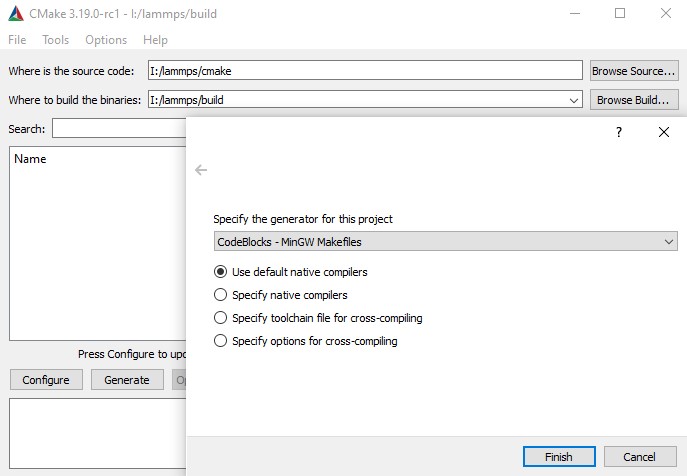 CMake 3.19.0-rc1 - I:/lammps/build
File Tools Options Help
Where is the source code: I:/lammps/cmake Browse Source...
Where to build the binaries: I:/lammps/build Browse Build...
Search:
?
Name
Specify the generator for this project
CodeBlocks - MinGW Makefiles
Use default native compilers
Specify native compilers
Specify toolchain file for cross-compiling
Specify options for cross-compiling
Press Configure to
Configure Generate
Finish Cancel